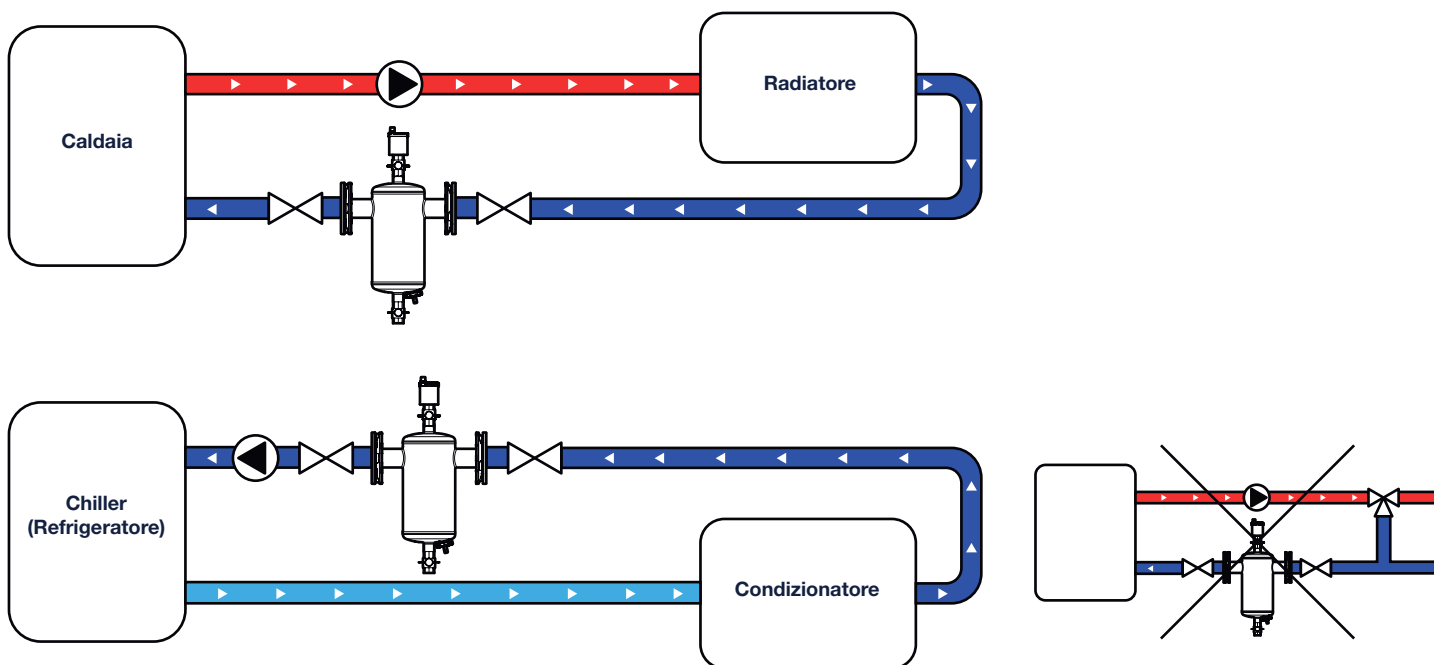 Caldaia
Radiatore
Chiller
(Refrigeratore)
Condizionatore